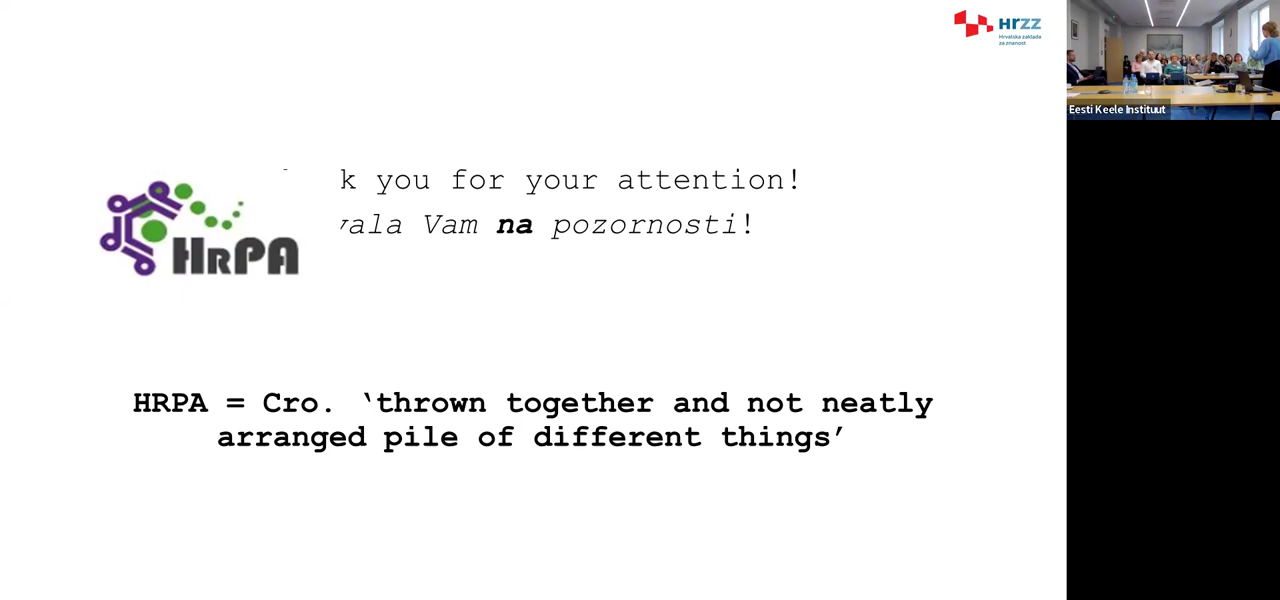 HRZZ
Hrvatska zaklada
za znanost
Eesti Keele Instituut
k you for your attention!
Vam na pozornosti!
HRPA
HRPA = Cro. ‘thrown together and not neatly
arranged pile of different things’